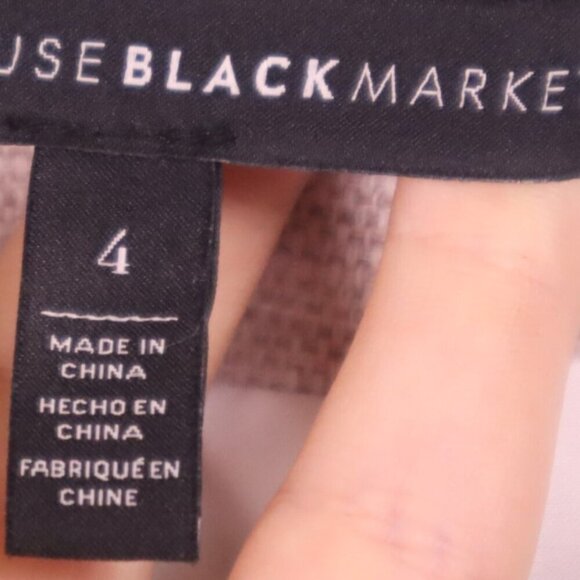 USEBLACKMARKET
4
MADE IN
CHINA
HECHO EN
CHINA
FABRIQUÉ EN
CHINE